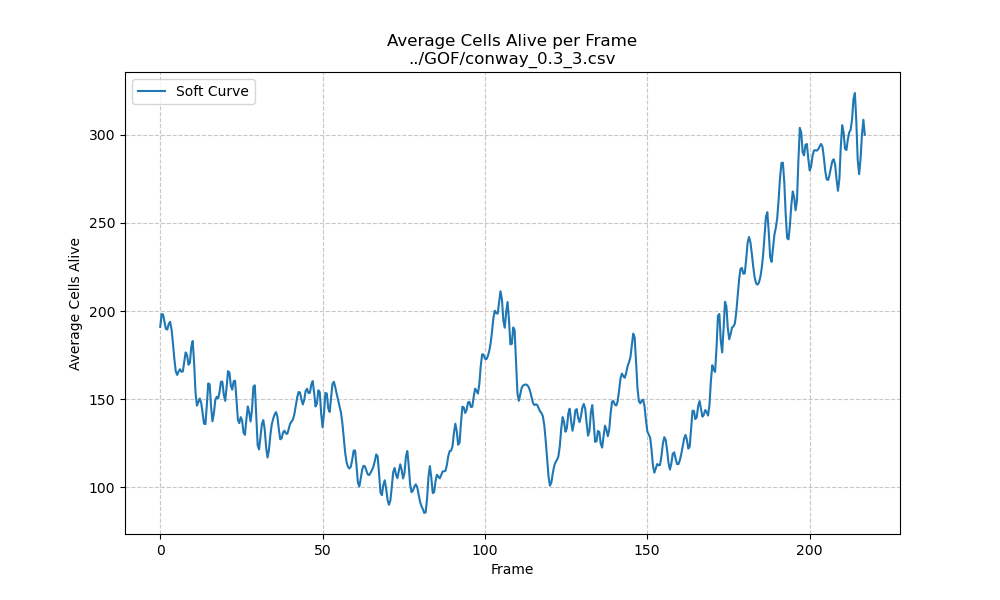 Average Cells Alive per Frame
../GOF/conway_0.3_3.csv
Soft Curve
Average Cells Alive
300
250
200
150
100
0 50 100 150 200
Frame